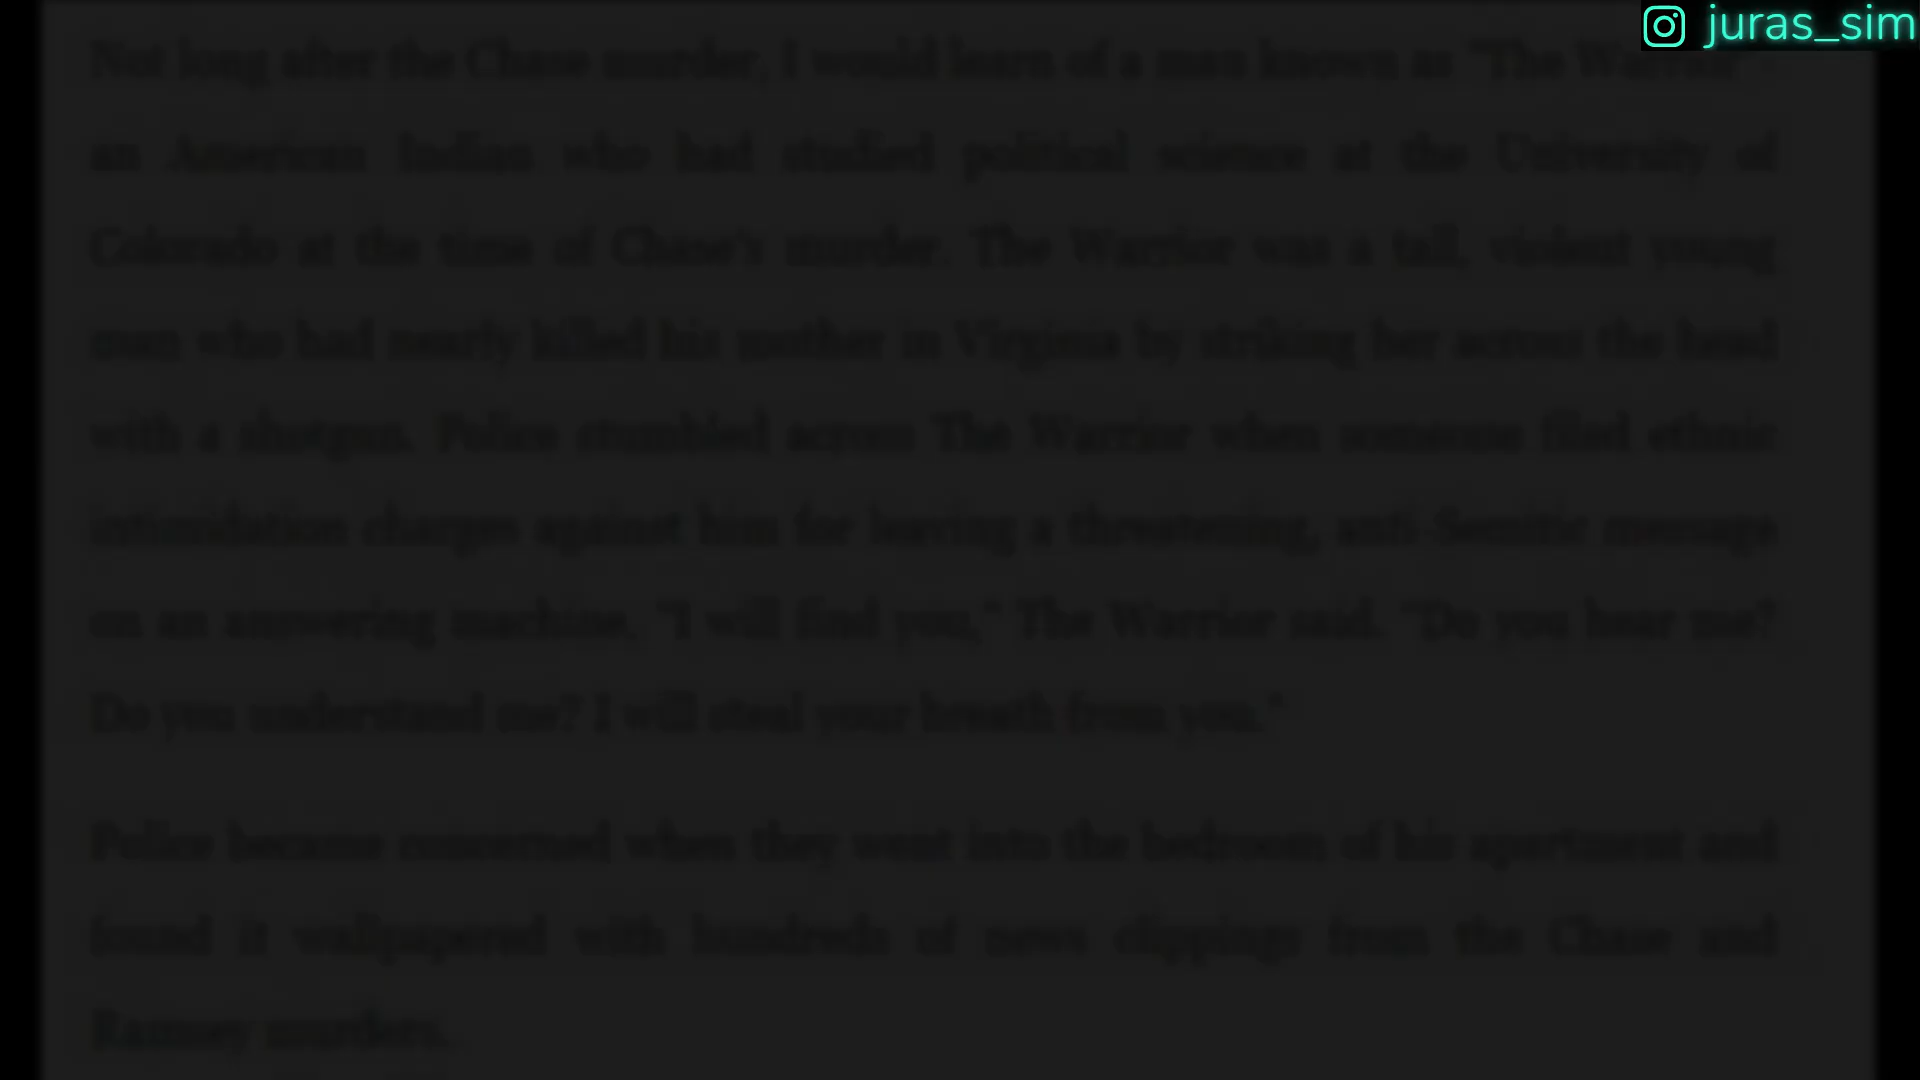 juras_sim
Not long after the Chase murder, I would learn of a man known as "The Warrior"
an American Indian who had studied political science at the University of
Colorado at the time of Chase's murder. The Warrior was a tall, violent young
man who had nearly killed his mother in Virginia by striking her across the head
with a shotgun. Police stumbled across The Warrior when someone filed ethnic
intimidation charges against him for leaving a threatening, anti-Semitic message
on an answering machine. "I will find you," The Warrior said. "Do you hear me?
Do you understand me? I will steal your breath from you."
Police became concerned when they went into the bedroom of his apartment and
found it wallpapered with hundreds of news clippings from the Chase and
Ramsey murders.